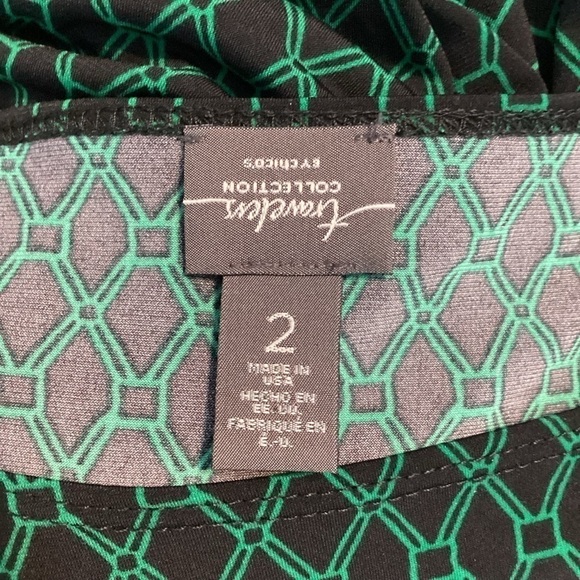 travelers
COLLECTION
BY chico's
2
MADE IN
USA
HECHO EN
EE.UU.
FABRIQUÉ EN
É.-U.